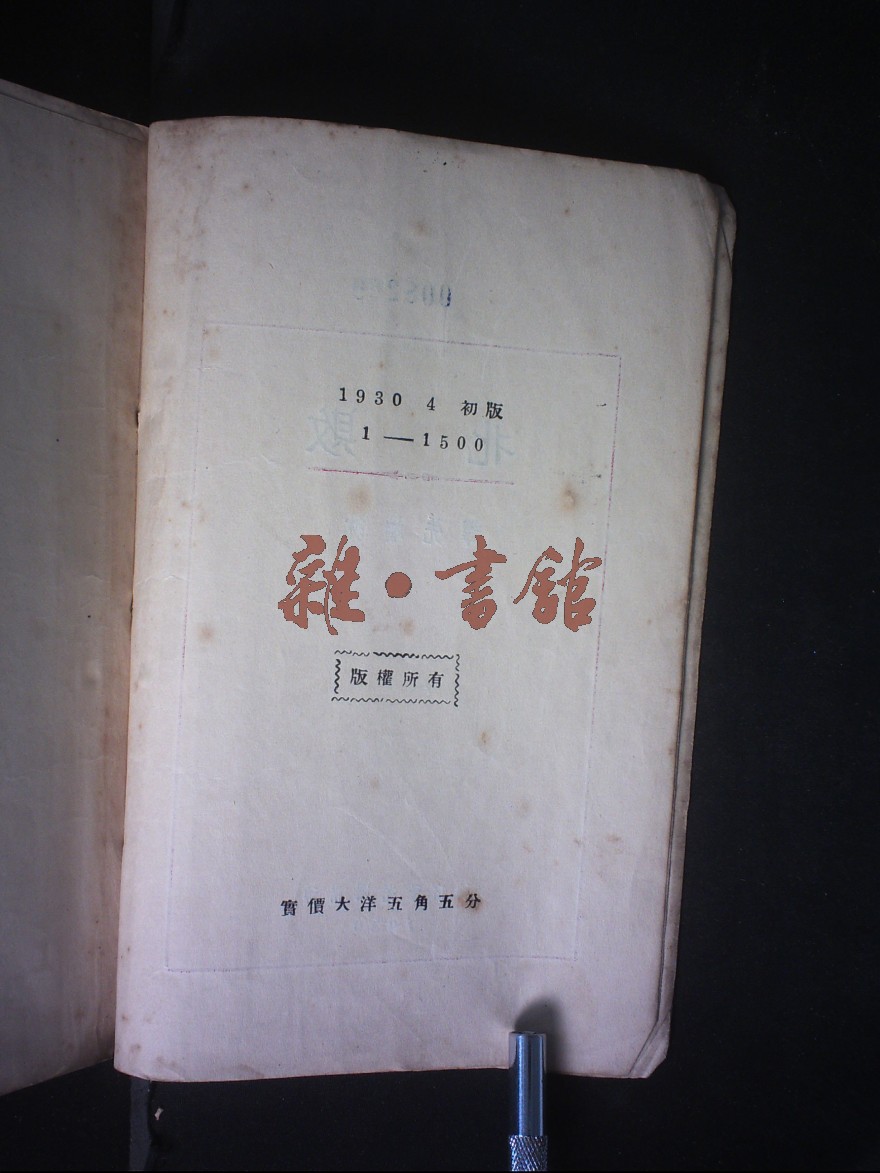 1930 4 初版
1—1500
雜·書館
版權所有
實價大洋五角五分